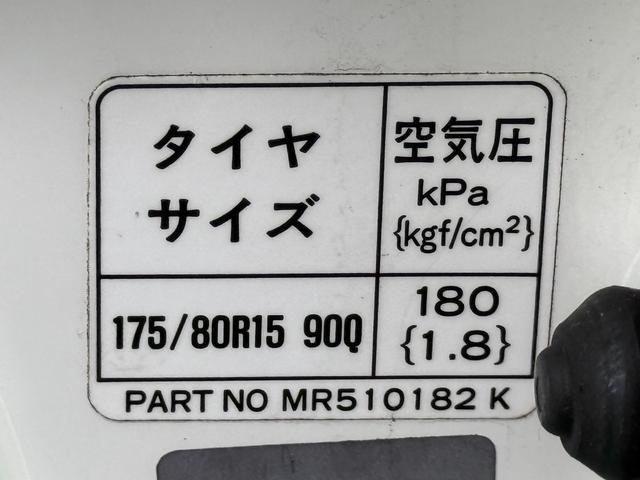 タイヤ
サイズ
空気圧
kPa
{kgf/cm²}
175/80R15 90Q
180
{1.8}
PART NO MR510182 K